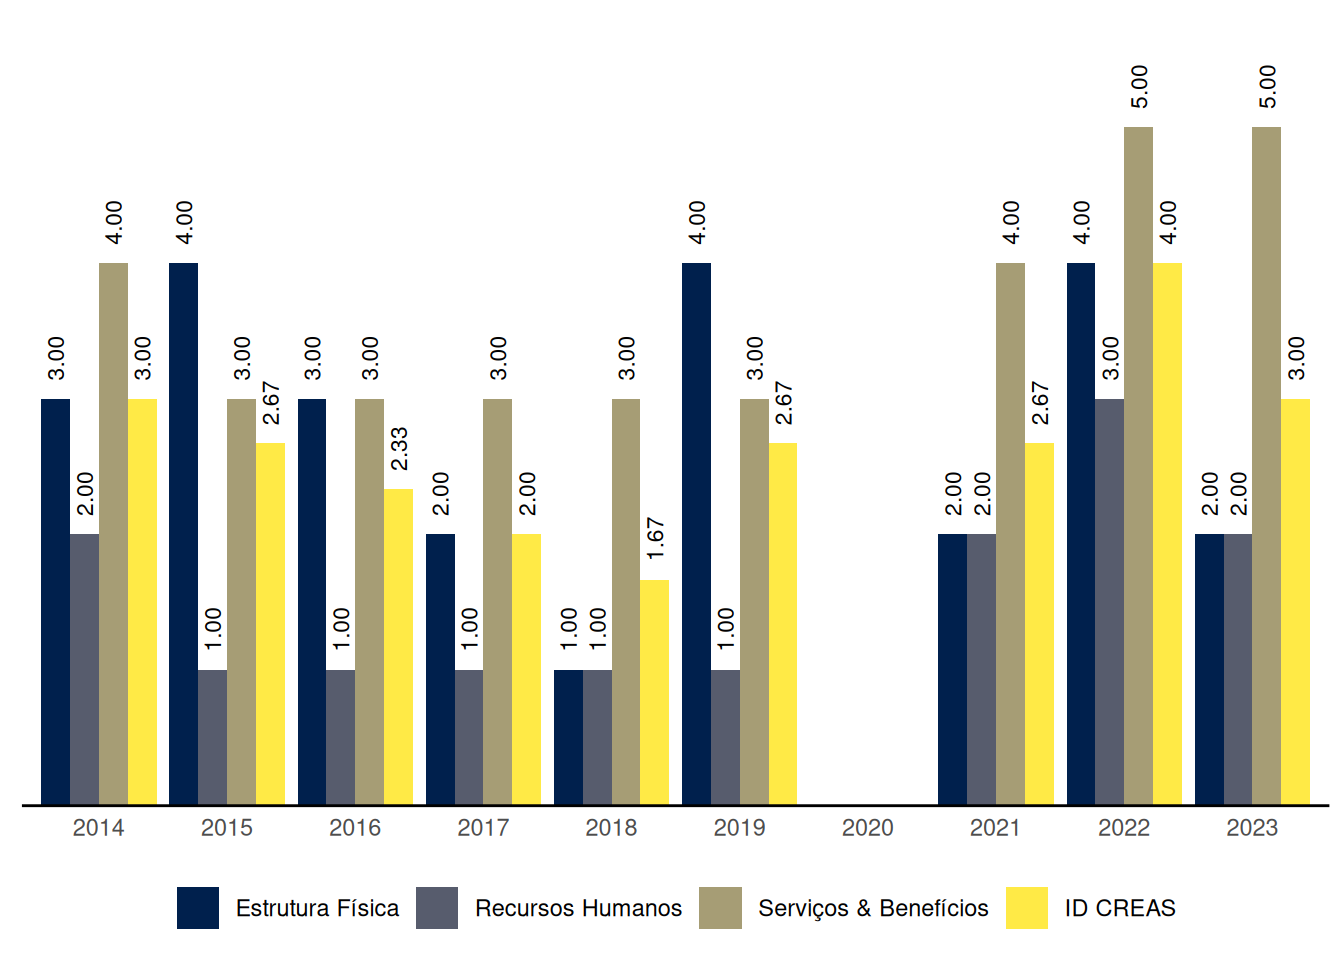 5.00 5.00
4.00 4.00 4.00 4.00 4.00 4.00
3.00 3.00 3.00 3.00 3.00 3.00 3.00 3.00 3.00 3.00
2.67 2.67 2.67
2.33
2.00 2.00 2.00 2.00 2.00 2.00 2.00
1.67
1.00 1.00 1.00 1.00 1.00 1.00
2014 2015 2016 2017 2018 2019 2020 2021 2022 2023
Estrutura Física Recursos Humanos Serviços & Benefícios ID CREAS